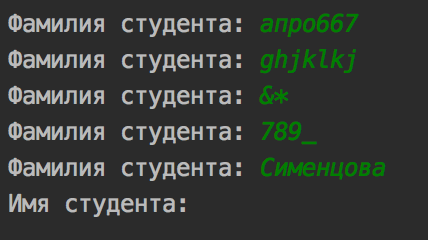 Фамилия студента: апро667
Фамилия студента: ghjklkj
Фамилия студента: &*
Фамилия студента: 789_
Фамилия студента: Сименцова
Имя студента: